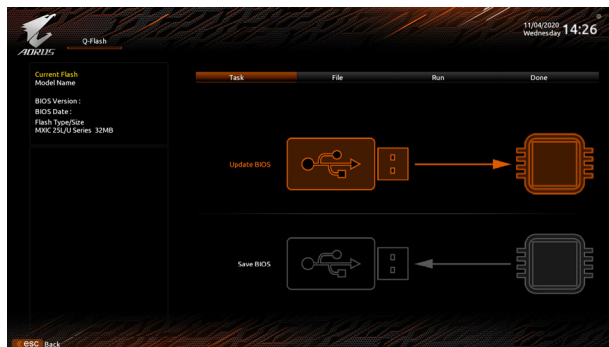 AORUS
Q-Flash
11/04/2020
Wednesday
14:26
Current Flash
Model Name
BIOS Version :
BIOS Date :
Flash Type/Size
MXIC 25L/U Series 32MB
Task File Run Done
Update BIOS
Save BIOS
esc Back